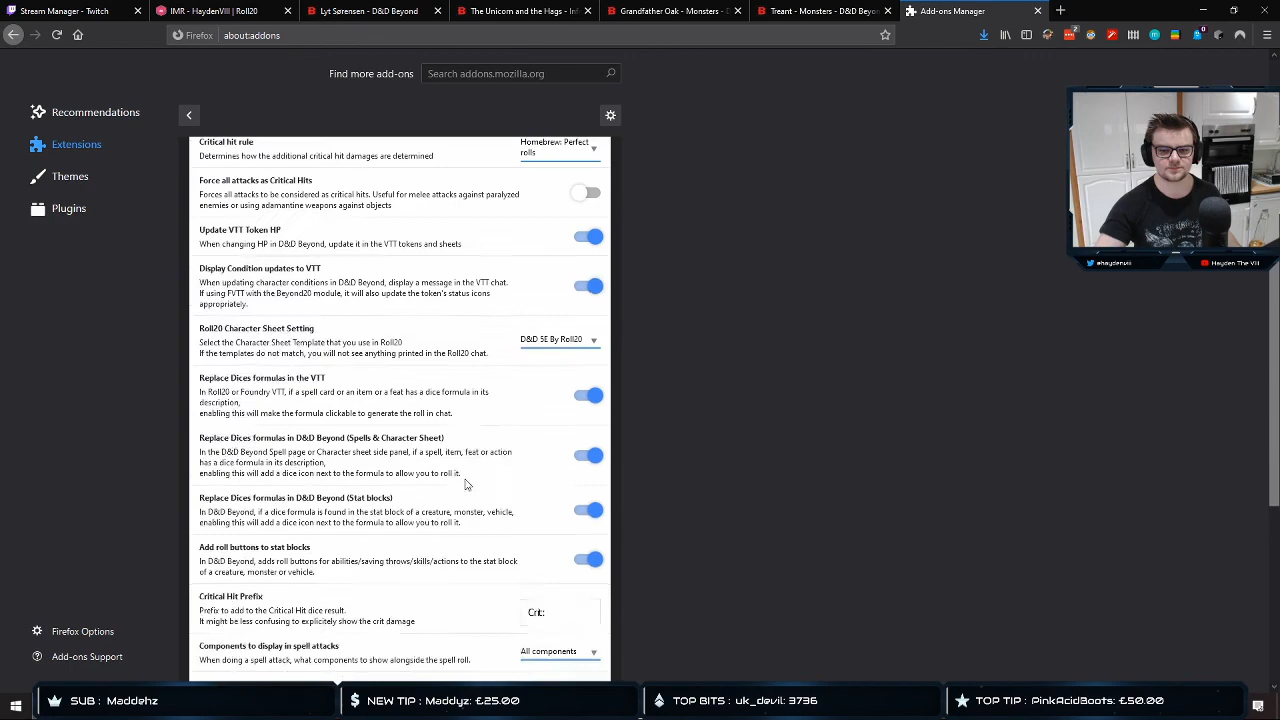 Stream Manager - Twitch
IMR - HaydenVIII | Roll20
Lyt Sørensen - D&D Beyond
The Unicorn and the Hags - Inf
Grandfather Oak - Monsters - D
Treant - Monsters - D&D Beyon
Add-ons Manager
Firefox
about:addons
Find more add-ons
Search addons.mozilla.org
Recommendations
Extensions
Themes
Plugins
Critical hit rule
Determines how the additional critical hit damages are determined
Homebrew: Perfect
rolls
Force all attacks as Critical Hits
Forces all attacks to be considered as critical hits. Useful for melee attacks against paralyzed
enemies or using adamantine weapons against objects
Update VTT Token HP
When changing HP in D&D Beyond, update it in the VTT tokens and sheets
Display Condition updates to VTT
When updating character conditions in D&D Beyond, display a message in the VTT chat.
If using FVTT with the Beyond20 module, it will also update the token's status icons
appropriately.
Roll20 Character Sheet Setting
Select the Character Sheet Template that you use in Roll20
If the templates do not match, you will not see anything printed in the Roll20 chat.
D&D 5E By Roll20
Replace Dices formulas in the VTT
In Roll20 or Foundry VTT, if a spell card or an item or a feat has a dice formula in its
description,
enabling this will make the formula clickable to generate the roll in chat.
Replace Dices formulas in D&D Beyond (Spells & Character Sheet)
In the D&D Beyond Spell page or Character sheet side panel, if a spell, item, feat or action
has a dice formula in its description,
enabling this will add a dice icon next to the formula to allow you to roll it.
Replace Dices formulas in D&D Beyond (Stat blocks)
In D&D Beyond, if a dice formula is found in the stat block of a creature, monster, vehicle,
enabling this will add a dice icon next to the formula to allow you to roll it.
Add roll buttons to stat blocks
In D&D Beyond, adds roll buttons for abilities/saving throws/skills/actions to the stat block
of a creature, monster or vehicle.
Critical Hit Prefix
Prefix to add to the Critical Hit dice result.
It might be less confusing to explicitly show the crit damage
Crit:
Components to display in spell attacks
When doing a spell attack, what components to show alongside the spell roll.
All components
Firefox Options
Add-ons Support
@haydenviii
Hayden The Viii
SUB : Maddehz
NEW TIP : Maddyz: £25.00
TOP BITS : uk_devil: 3736
TOP TIP : PinkAcidBoots: £50.00